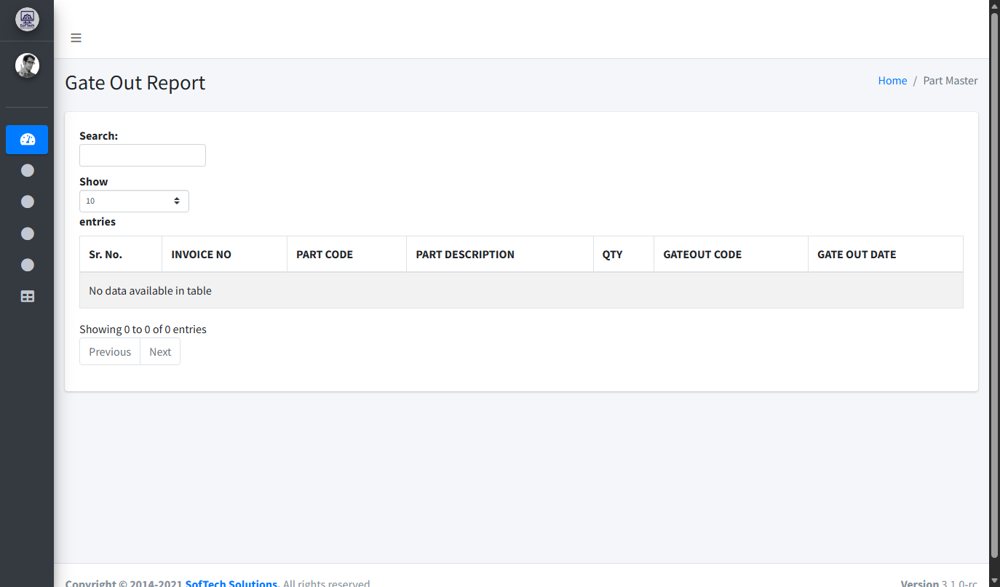 SofTech
Gate Out Report
Home / Part Master
Search:
Show
10
entries
Sr. No. INVOICE NO PART CODE PART DESCRIPTION QTY GATEOUT CODE GATE OUT DATE
No data available in table
Showing 0 to 0 of 0 entries
Previous Next
Copyright © 2014-2021 SofTech Solutions. All rights reserved.
Version 3.1.0-rc